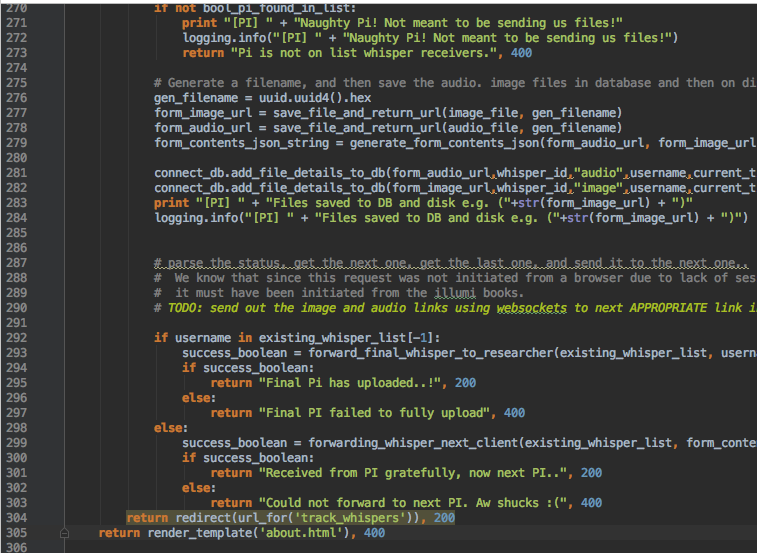 270 if not bool_pi_found_in_list:
271 print "[PI] " + "Naughty Pi! Not meant to be sending us files!"
272 logging.info("[PI] " + "Naughty Pi! Not meant to be sending us files!")
273 return "Pi is not on list whisper receivers.", 400
274
275 # Generate a filename, and then save the audio. image files in database and then on di
276 gen_filename = uuid.uuid4().hex
277 form_image_url = save_file_and_return_url(image_file, gen_filename)
278 form_audio_url = save_file_and_return_url(audio_file, gen_filename)
279 form_contents_json_string = generate_form_contents_json(form_audio_url, form_image_url
280
281 connect_db.add_file_details_to_db(form_audio_url,whisper_id,"audio",username,current_t
282 connect_db.add_file_details_to_db(form_image_url,whisper_id,"image",username,current_t
283 print "[PI] " + "Files saved to DB and disk e.g. ("+str(form_image_url) + ")"
284 logging.info("[PI] " + "Files saved to DB and disk e.g. ("+str(form_image_url) + ")")
285
286
287 # parse the status, get the next one, get the last one, and send it to the next one..
288 # We know that since this request was not initiated from a browser due to lack of ses
289 # it must have been initiated from the illumi books.
290 # TODO: send out the image and audio links using websockets to next APPROPRIATE link i
291
292 if username in existing_whisper_list[-1]:
293 success_boolean = forward_final_whisper_to_researcher(existing_whisper_list, usern
294 if success_boolean:
295 return "Final Pi has uploaded..!", 200
296 else:
297 return "Final PI failed to fully upload", 400
298 else:
299 success_boolean = forwarding_whisper_next_client(existing_whisper_list, form_conte
300 if success_boolean:
301 return "Received from PI gratefully, now next PI..", 200
302 else:
303 return "Could not forward to next PI. Aw shucks :(", 400
304 return redirect(url_for('track_whispers')), 200
305 return render_template('about.html'), 400
306